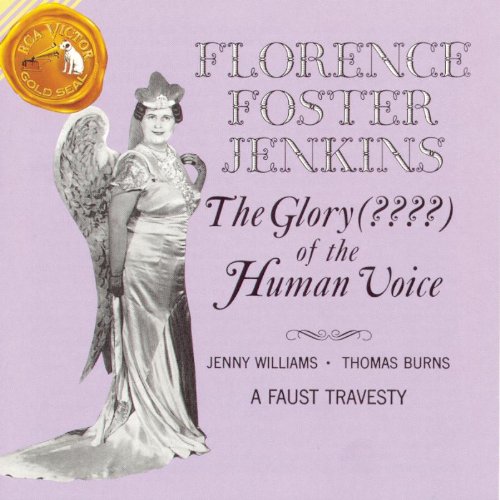 RCA VICTOR
GOLD SEAL
FLORENCE
FOSTER
JENKINS
The Glory (????)
of the
Human Voice
JENNY WILLIAMS • THOMAS BURNS
A FAUST TRAVESTY